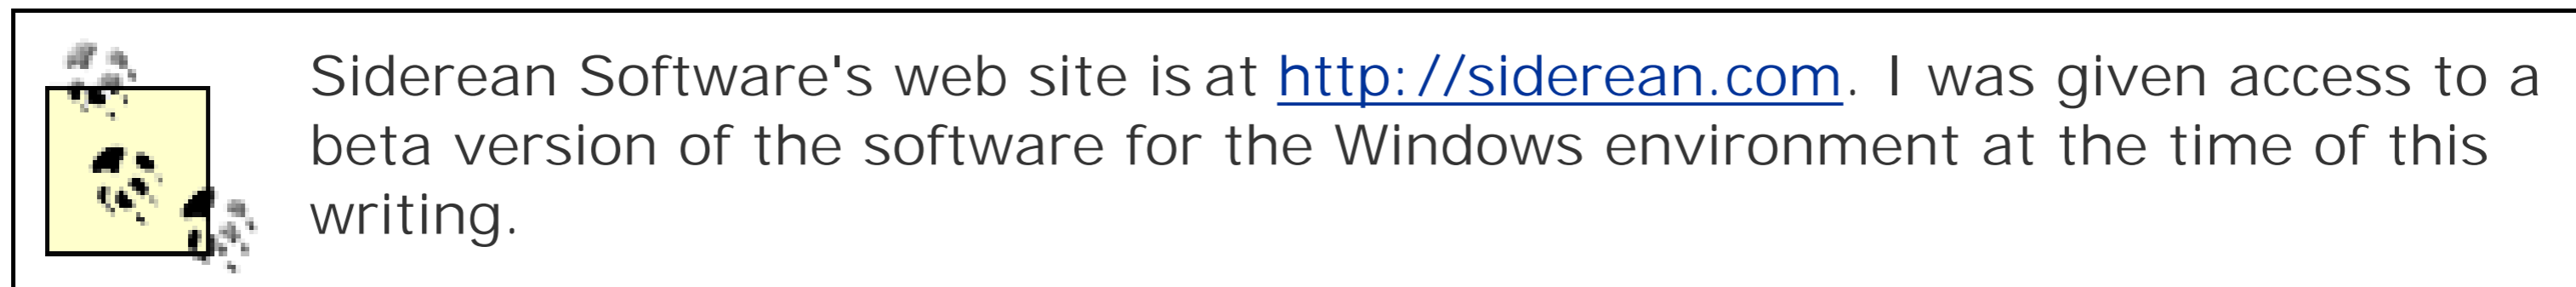 Siderean Software's web site is at http://siderean.com. I was given access to a
beta version of the software for the Windows environment at the time of this
writing.